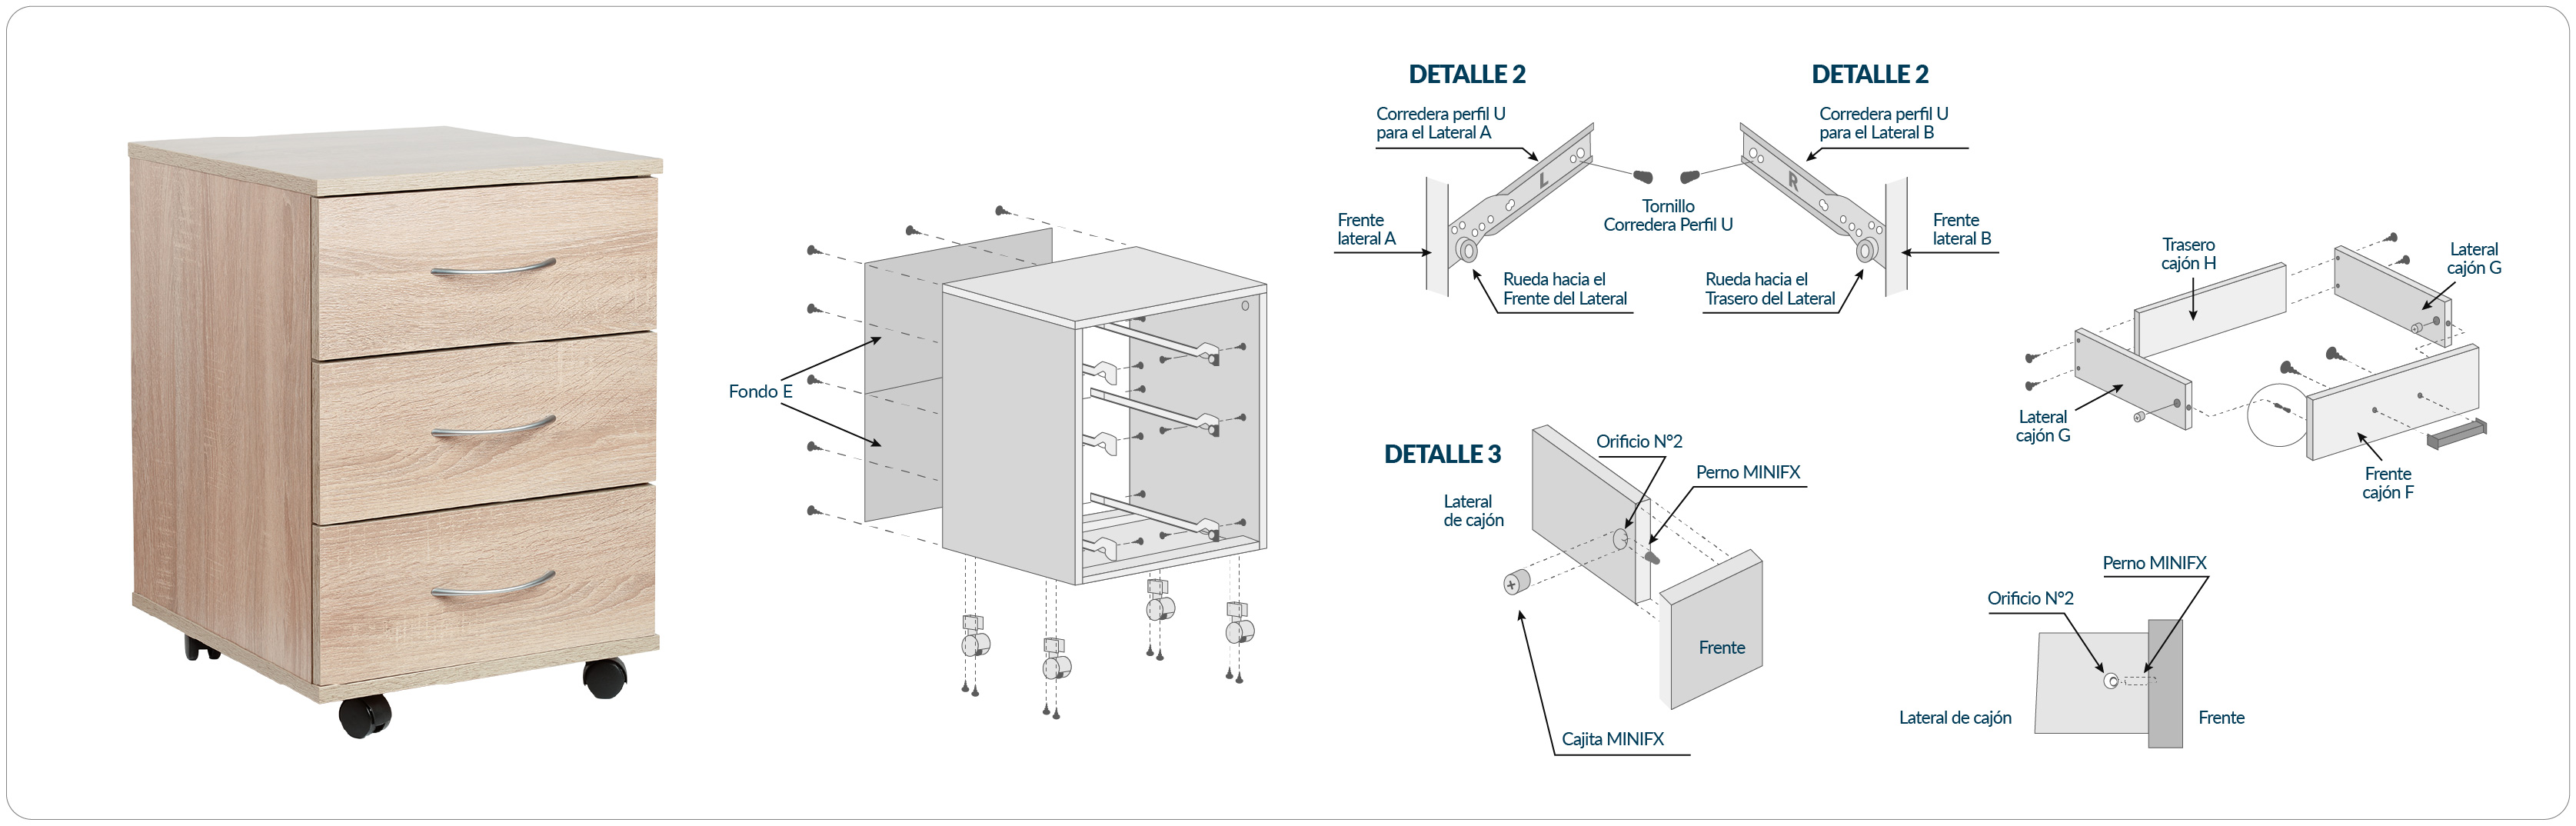 Fondo E
DETALLE 2
Corredera perfil U
para el Lateral A
L
Frente
lateral A
Rueda hacia el
Frente del Lateral
Tornillo
Corredera Perfil U
DETALLE 2
Corredera perfil U
para el Lateral B
R
Frente
lateral B
Rueda hacia el
Trasero del Lateral
Trasero
cajón H
Lateral
cajón G
Lateral
cajón G
Frente
cajón F
DETALLE 3
Lateral
de cajón
Orificio N°2
Perno MINIFX
Frente
Cajita MINIFX
Perno MINIFX
Orificio N°2
Lateral de cajón
Frente